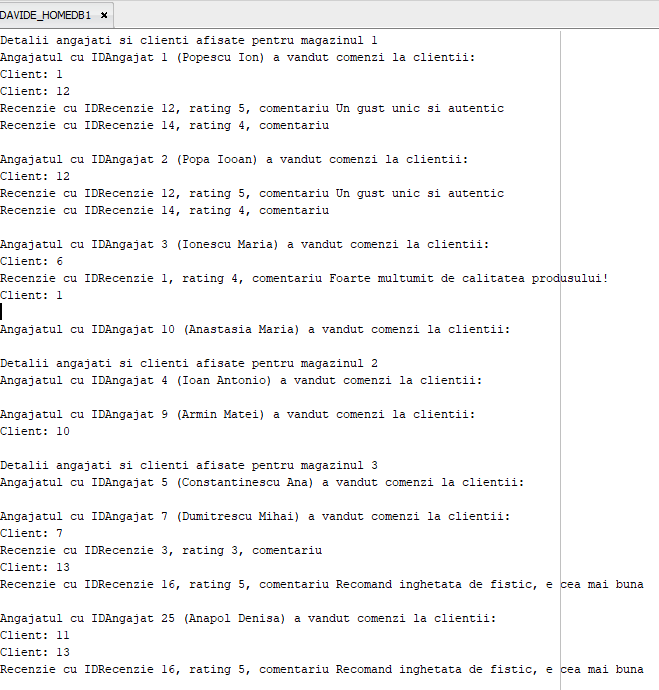 DAVIDE_HOMEDB1 ×
Detalii angajati si clienti afisate pentru magazinul 1
Angajatul cu IDAngajat 1 (Popescu Ion) a vandut comenzi la clientii:
Client: 1
Client: 12
Recenzie cu IDRecenzie 12, rating 5, comentariu Un gust unic si autentic
Recenzie cu IDRecenzie 14, rating 4, comentariu
Angajatul cu IDAngajat 2 (Popa Iooan) a vandut comenzi la clientii:
Client: 12
Recenzie cu IDRecenzie 12, rating 5, comentariu Un gust unic si autentic
Recenzie cu IDRecenzie 14, rating 4, comentariu
Angajatul cu IDAngajat 3 (Ionescu Maria) a vandut comenzi la clientii:
Client: 6
Recenzie cu IDRecenzie 1, rating 4, comentariu Foarte multumit de calitatea produsului!
Client: 1
Angajatul cu IDAngajat 10 (Anastasia Maria) a vandut comenzi la clientii:
Detalii angajati si clienti afisate pentru magazinul 2
Angajatul cu IDAngajat 4 (Ioan Antonio) a vandut comenzi la clientii:
Angajatul cu IDAngajat 9 (Armin Matei) a vandut comenzi la clientii:
Client: 10
Detalii angajati si clienti afisate pentru magazinul 3
Angajatul cu IDAngajat 5 (Constantinescu Ana) a vandut comenzi la clientii:
Angajatul cu IDAngajat 7 (Dumitrescu Mihai) a vandut comenzi la clientii:
Client: 7
Recenzie cu IDRecenzie 3, rating 3, comentariu
Client: 13
Recenzie cu IDRecenzie 16, rating 5, comentariu Recomand inghetata de fistic, e cea mai buna
Angajatul cu IDAngajat 25 (Anapol Denisa) a vandut comenzi la clientii:
Client: 11
Client: 13
Recenzie cu IDRecenzie 16, rating 5, comentariu Recomand inghetata de fistic, e cea mai buna